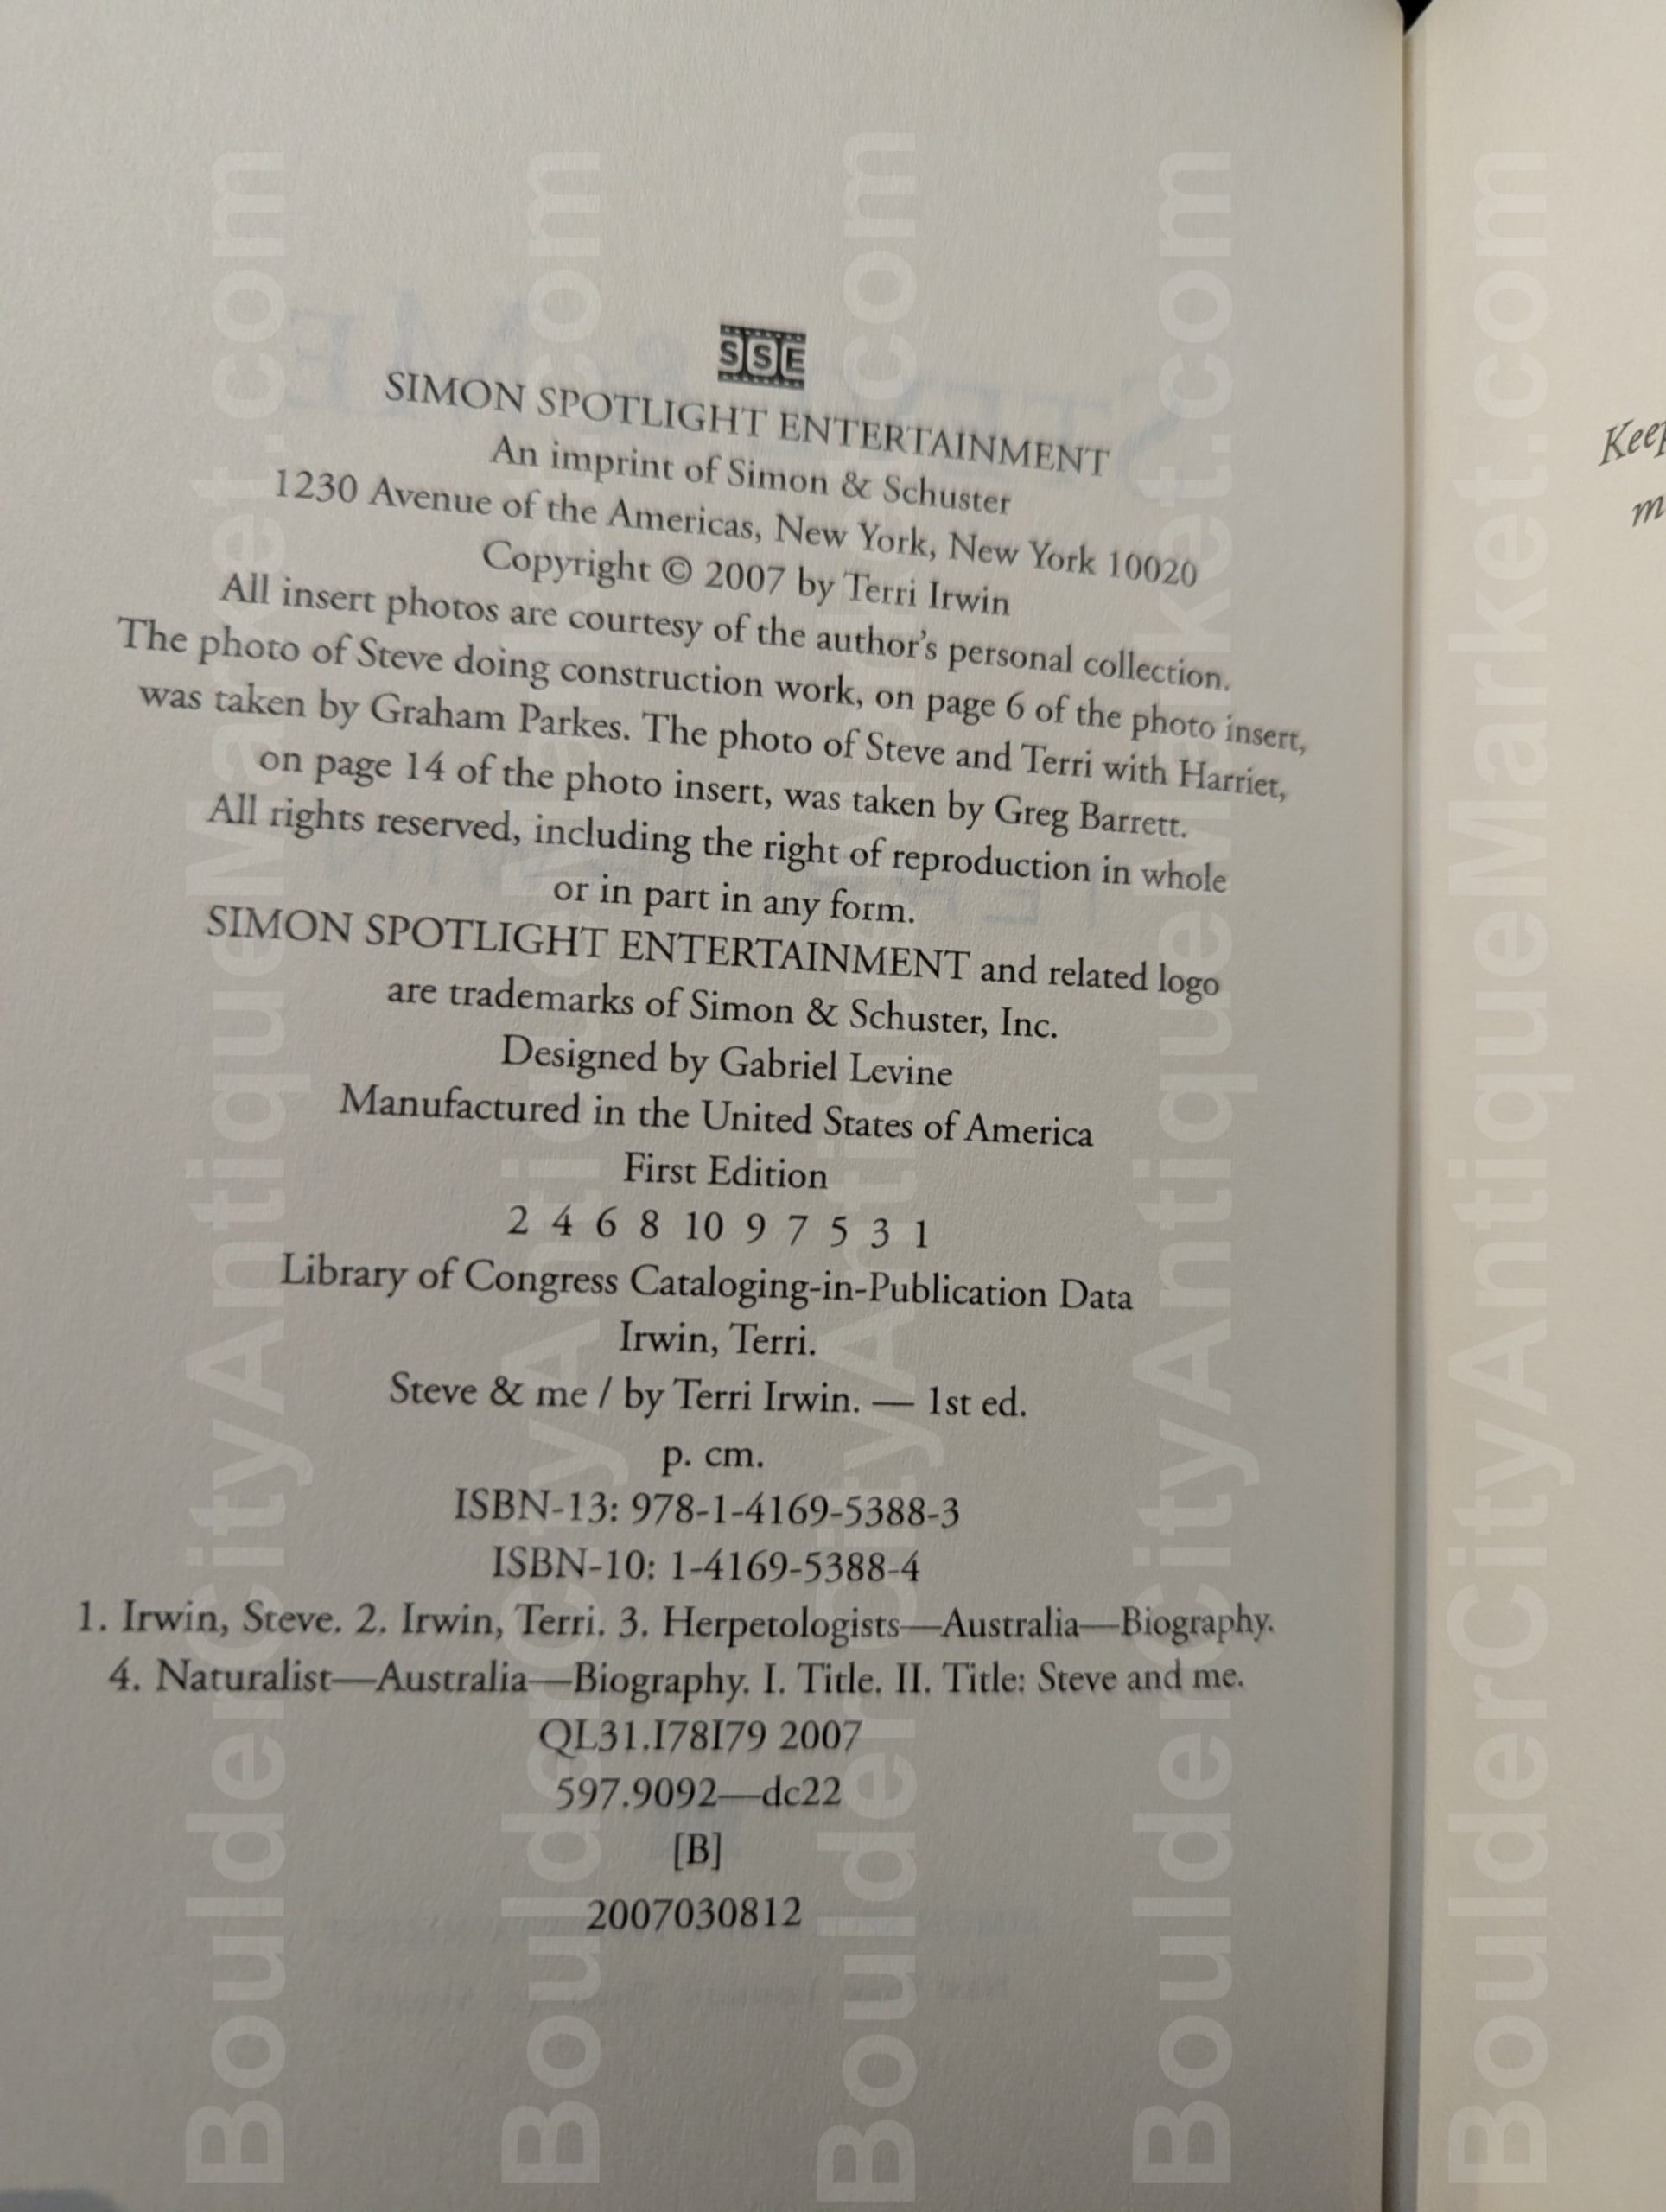 SSE
SIMON SPOTLIGHT ENTERTAINMENT
An imprint of Simon & Schuster
1230 Avenue of the Americas, New York, New York 10020
Copyright © 2007 by Terri Irwin
All insert photos are courtesy of the author's personal collection.
The photo of Steve doing construction work, on page 6 of the photo insert,
was taken by Graham Parkes. The photo of Steve and Terri with Harriet,
on page 14 of the photo insert, was taken by Greg Barrett.
All rights reserved, including the right of reproduction in whole
or in part in any form.
SIMON SPOTLIGHT ENTERTAINMENT and related logo
are trademarks of Simon & Schuster, Inc.
Designed by Gabriel Levine
Manufactured in the United States of America
First Edition
2 4 6 8 10 9 7 5 3 1
Library of Congress Cataloging-in-Publication Data
Irwin, Terri.
Steve & me / by Terri Irwin. — 1st ed.
p. cm.
ISBN-13: 978-1-4169-5388-3
ISBN-10: 1-4169-5388-4
1. Irwin, Steve. 2. Irwin, Terri. 3. Herpetologists—Australia—Biography.
4. Naturalist—Australia—Biography. I. Title. II. Title: Steve and me.
QL31.I78I79 2007
597.9092—dc22
[B]
2007030812
BoulderCityAntiqueMarket.com
BoulderCityAntiqueMarket.com
BoulderCityAntiqueMarket.com
BoulderCityAntiqueMarket.com
BoulderCityAntiqueMarket.com